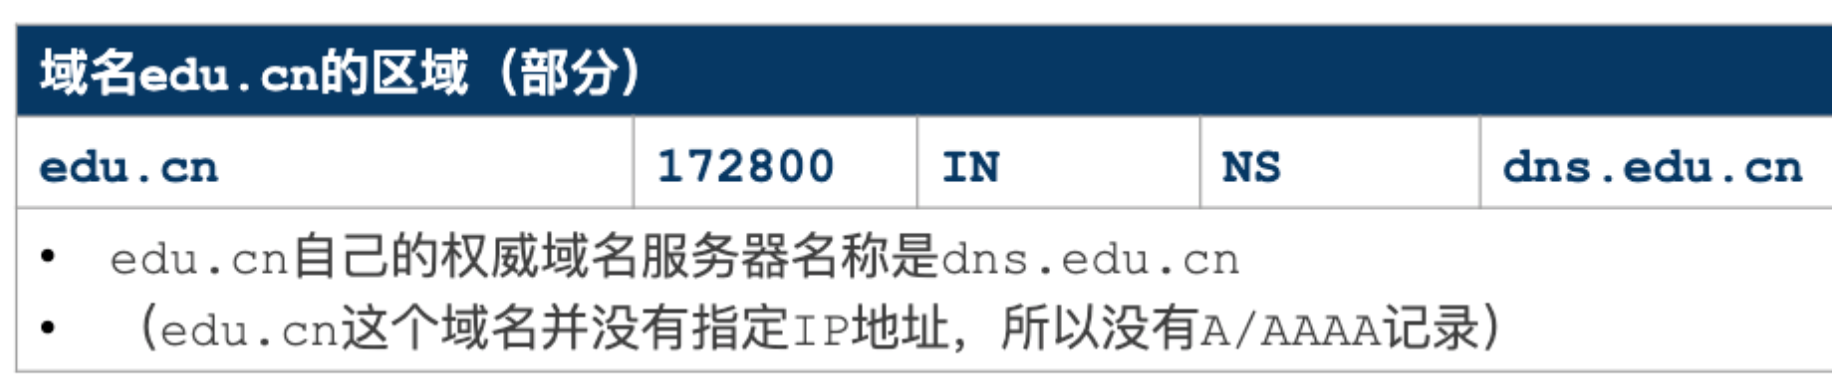 域名edu.cn的区域（部分）
edu.cn 172800 IN NS dns.edu.cn
• edu.cn自己的权威域名服务器名称是dns.edu.cn
• （edu.cn这个域名并没有指定IP地址，所以没有A/AAAA记录）